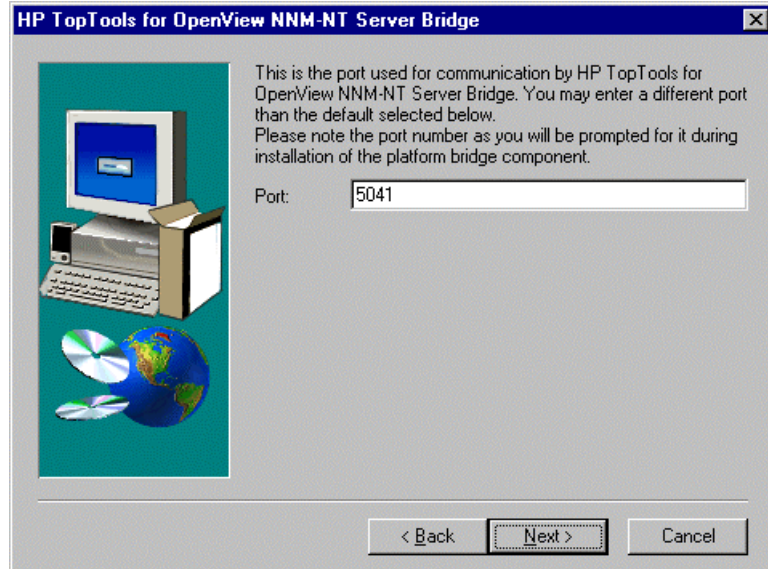 HP TopTools for OpenView NNM-NT Server Bridge
This is the port used for communication by HP TopTools for
OpenView NNM-NT Server Bridge. You may enter a different port
than the default selected below.
Please note the port number as you will be prompted for it during
installation of the platform bridge component.
Port: 5041
< Back Next > Cancel